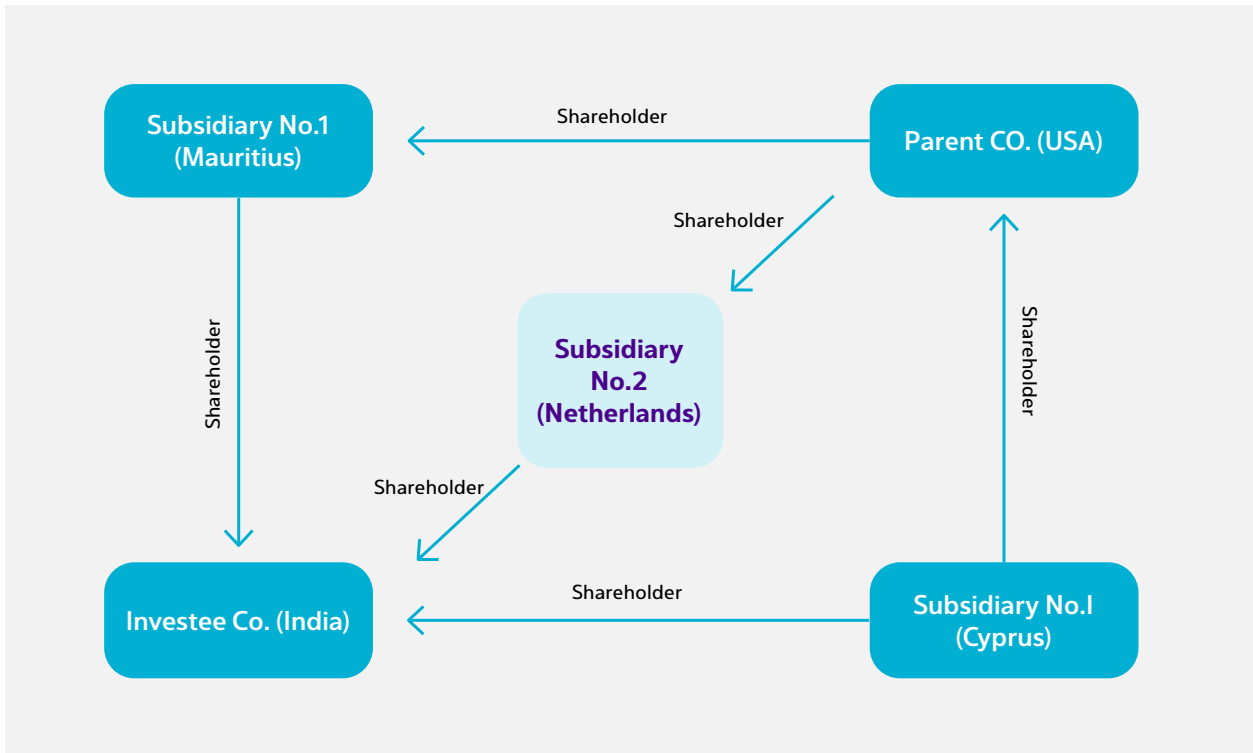 Shareholder
Subsidiary No.1
(Mauritius)
Parent CO. (USA)
Shareholder
Subsidiary
No.2
(Netherlands)
Shareholder
Shareholder
Shareholder
Shareholder
Investee Co. (India)
Subsidiary No.I
(Cyprus)